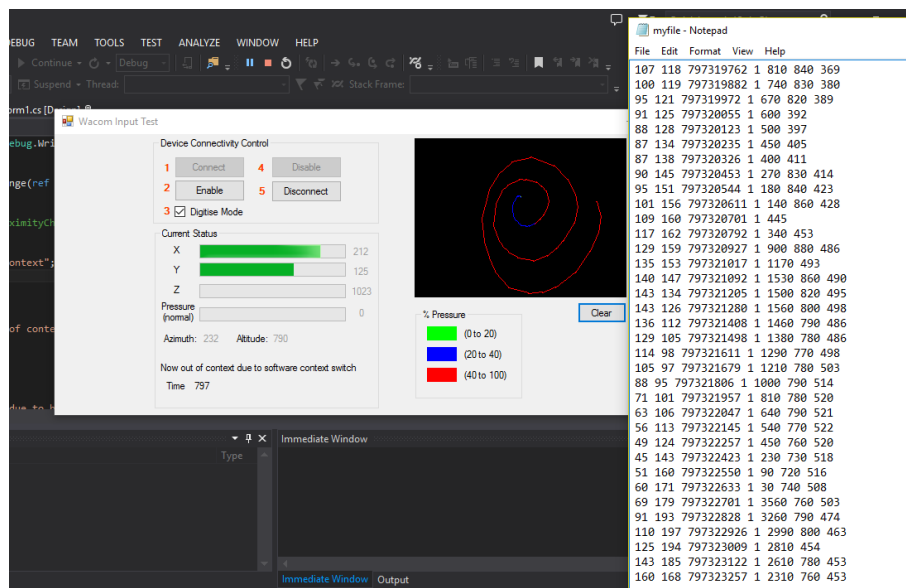 DEBUG TEAM TOOLS TEST ANALYZE WINDOW HELP
Continue Debug
Suspend Thread: Stack Frame:
orm1.cs [Design]
Wacom Input Test
ebug.Wri
nge(ref
oximityCh
ontext";
of conte
due to h
Device Connectivity Control
1 Connect 4 Disable
2 Enable 5 Disconnect
3 Digitise Mode
Current Status
X 212
Y 125
Z 1023
Pressure
(normal) 0
Azimuth: 232 Altitude: 790
Now out of context due to software context switch
Time 797
Clear
% Pressure
(0 to 20)
(20 to 40)
(40 to 100)
Type
Immediate Window
Immediate Window Output
myfile - Notepad
File Edit Format View Help
107 118 797319762 1 810 840 369
100 119 797319882 1 740 830 380
95 121 797319972 1 670 820 389
91 125 797320055 1 600 392
88 128 797320123 1 500 397
87 134 797320235 1 450 405
87 138 797320326 1 400 411
90 145 797320453 1 270 830 414
95 151 797320544 1 180 840 423
101 156 797320611 1 140 860 428
109 160 797320701 1 445
117 162 797320792 1 340 453
129 159 797320927 1 900 880 486
135 153 797321017 1 1170 493
140 147 797321092 1 1530 860 490
143 134 797321205 1 1500 820 495
143 126 797321280 1 1560 800 498
136 112 797321408 1 1460 790 486
129 105 797321498 1 1380 780 486
114 98 797321611 1 1290 770 498
105 97 797321679 1 1210 780 503
88 95 797321806 1 1000 790 514
71 101 797321957 1 810 780 520
63 106 797322047 1 640 790 521
56 113 797322145 1 540 770 522
49 124 797322257 1 450 760 520
45 143 797322423 1 230 730 518
51 160 797322550 1 90 720 516
60 171 797322633 1 30 740 508
69 179 797322701 1 3560 760 503
91 193 797322828 1 3260 790 474
110 197 797322926 1 2990 800 463
125 194 797323009 1 2810 454
143 185 797323122 1 2610 780 453
160 168 797323257 1 2310 760 453